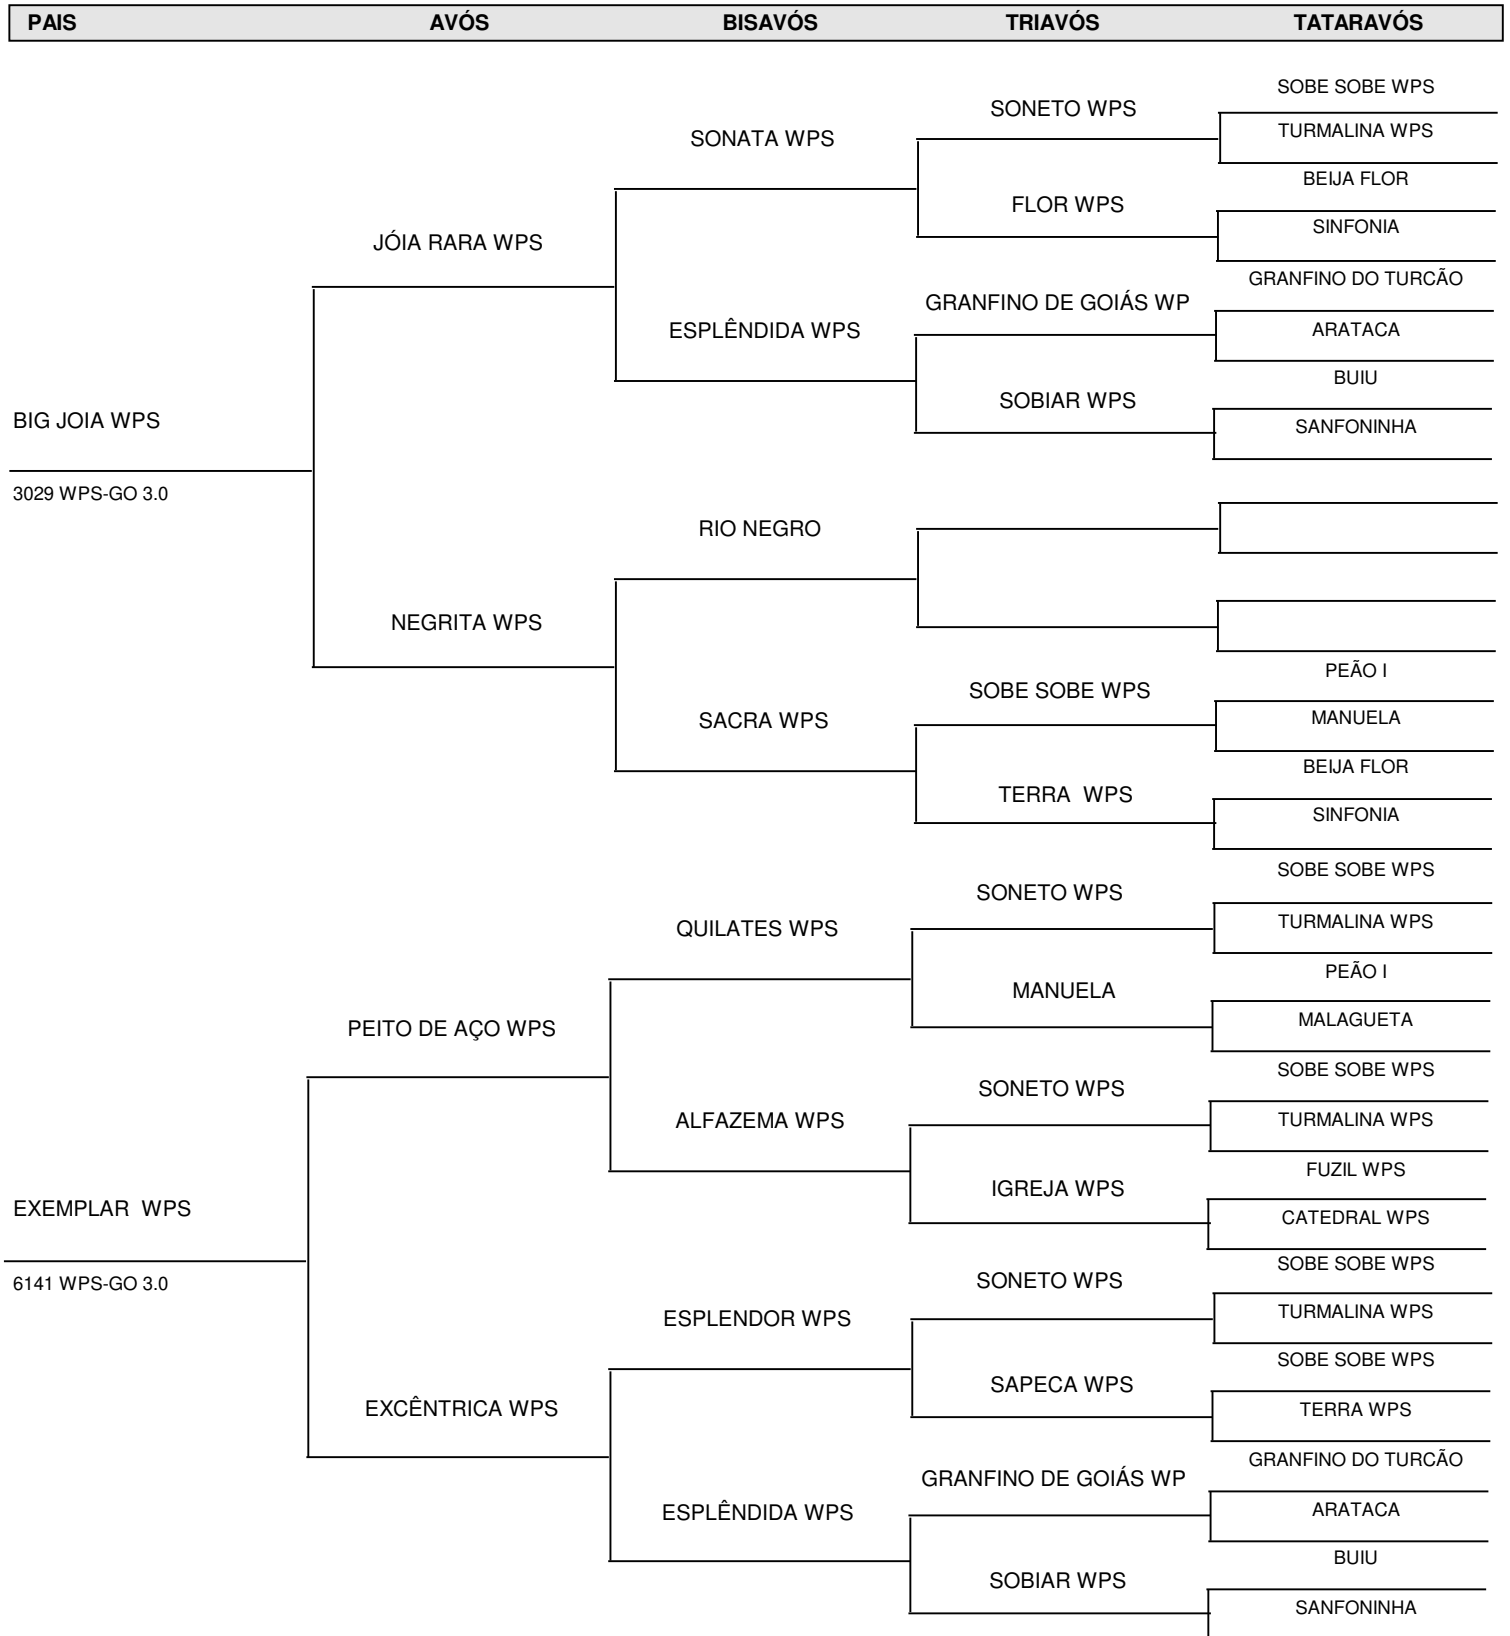 PAIS AVÓS BISAVÓS TRIAVÓS TATARAVÓS
SOBE SOBE WPS
SONETO WPS
TURMALINA WPS
SONATA WPS
BEIJA FLOR
FLOR WPS
SINFONIA
JÓIA RARA WPS
GRANFINO DO TURCÃO
GRANFINO DE GOIÁS WP
ARATACA
ESPLÊNDIDA WPS
BUIU
SOBIAR WPS
BIG JOIA WPS
SANFONINHA
3029 WPS-GO 3.0
RIO NEGRO
NEGRITA WPS
PEÃO I
SOBE SOBE WPS
MANUELA
SACRA WPS
BEIJA FLOR
TERRA WPS
SINFONIA
SOBE SOBE WPS
SONETO WPS
TURMALINA WPS
QUILATES WPS
PEÃO I
MANUELA
MALAGUETA
PEITO DE AÇO WPS
SOBE SOBE WPS
SONETO WPS
TURMALINA WPS
ALFAZEMA WPS
FUZIL WPS
IGREJA WPS
EXEMPLAR WPS
CATEDRAL WPS
SOBE SOBE WPS
6141 WPS-GO 3.0
SONETO WPS
TURMALINA WPS
ESPLENDOR WPS
SOBE SOBE WPS
SAPECA WPS
EXCÊNTRICA WPS
TERRA WPS
GRANFINO DO TURCÃO
GRANFINO DE GOIÁS WP
ARATACA
ESPLÊNDIDA WPS
BUIU
SOBIAR WPS
SANFONINHA